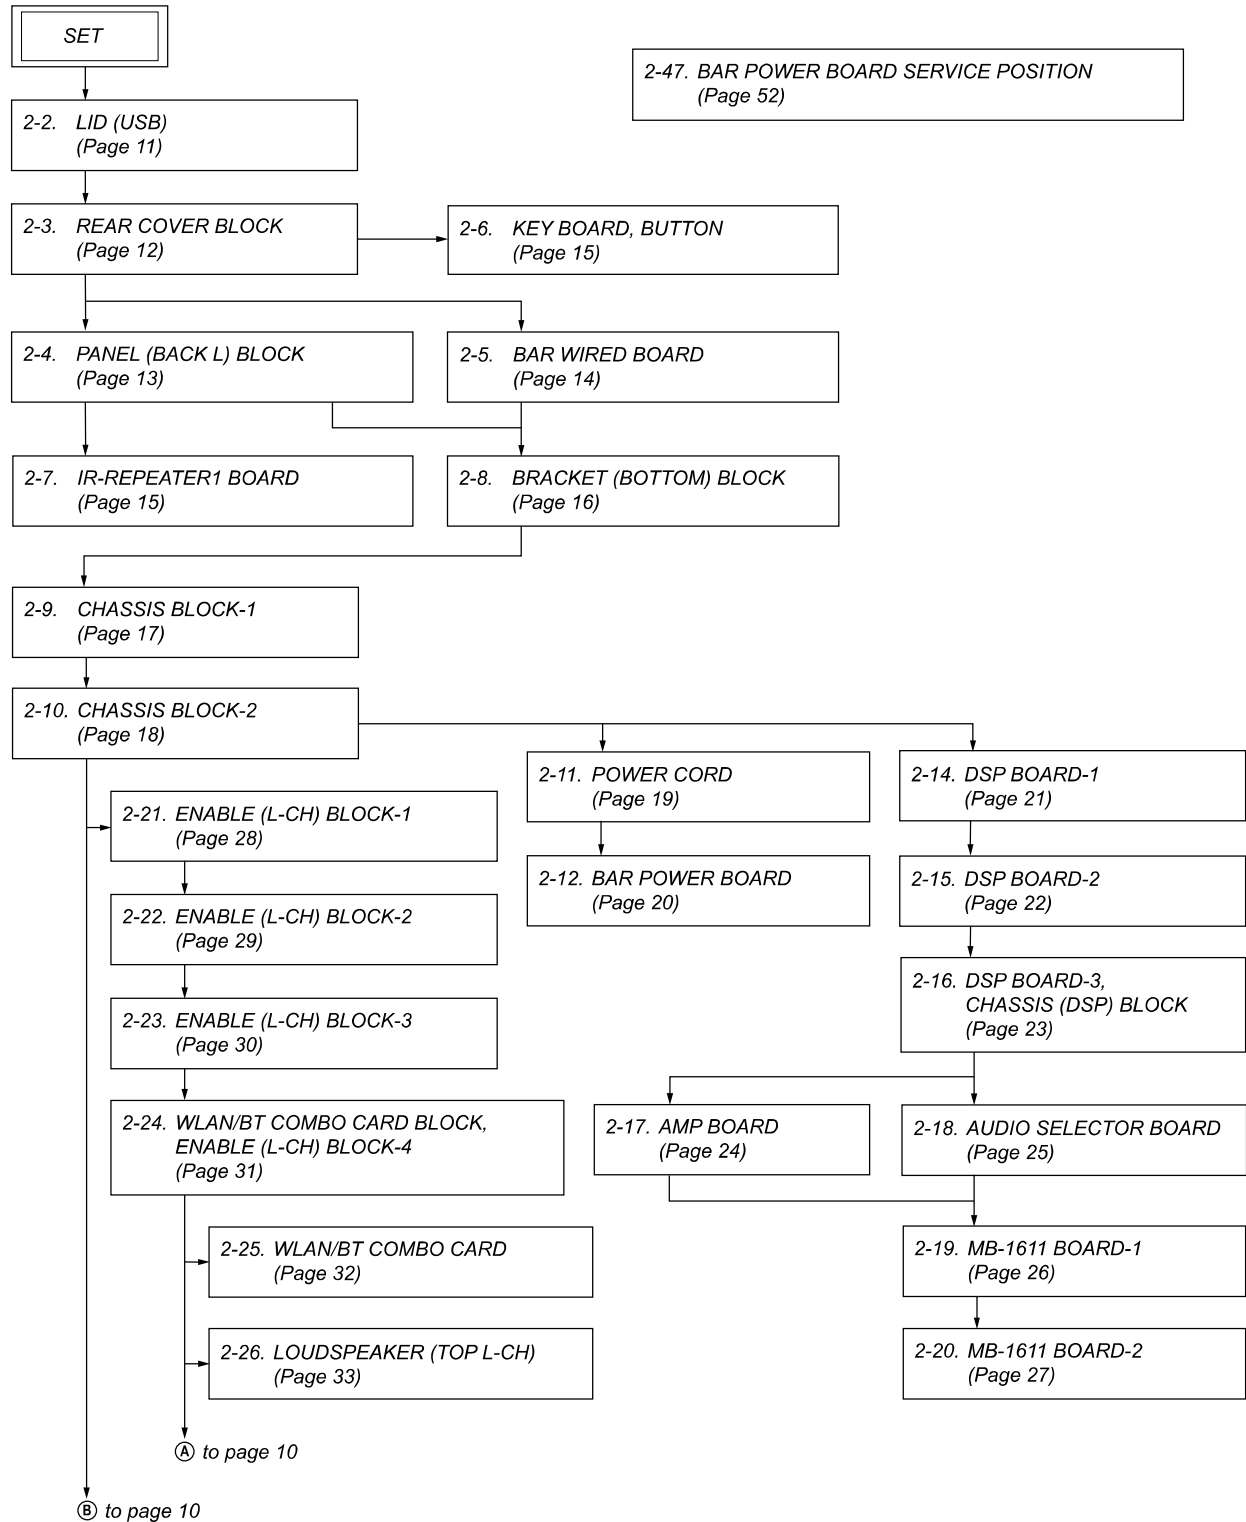 SET
2-47. BAR POWER BOARD SERVICE POSITION
(Page 52)
2-2. LID (USB)
(Page 11)
2-3. REAR COVER BLOCK
(Page 12)
2-6. KEY BOARD, BUTTON
(Page 15)
2-4. PANEL (BACK L) BLOCK
(Page 13)
2-5. BAR WIRED BOARD
(Page 14)
2-7. IR-REPEATER1 BOARD
(Page 15)
2-8. BRACKET (BOTTOM) BLOCK
(Page 16)
2-9. CHASSIS BLOCK-1
(Page 17)
2-10. CHASSIS BLOCK-2
(Page 18)
2-11. POWER CORD
(Page 19)
2-14. DSP BOARD-1
(Page 21)
2-21. ENABLE (L-CH) BLOCK-1
(Page 28)
2-12. BAR POWER BOARD
(Page 20)
2-15. DSP BOARD-2
(Page 22)
2-22. ENABLE (L-CH) BLOCK-2
(Page 29)
2-16. DSP BOARD-3,
CHASSIS (DSP) BLOCK
(Page 23)
2-23. ENABLE (L-CH) BLOCK-3
(Page 30)
2-24. WLAN/BT COMBO CARD BLOCK,
ENABLE (L-CH) BLOCK-4
(Page 31)
2-17. AMP BOARD
(Page 24)
2-18. AUDIO SELECTOR BOARD
(Page 25)
2-25. WLAN/BT COMBO CARD
(Page 32)
2-19. MB-1611 BOARD-1
(Page 26)
2-26. LOUDSPEAKER (TOP L-CH)
(Page 33)
2-20. MB-1611 BOARD-2
(Page 27)
Ⓐ to page 10
Ⓑ to page 10